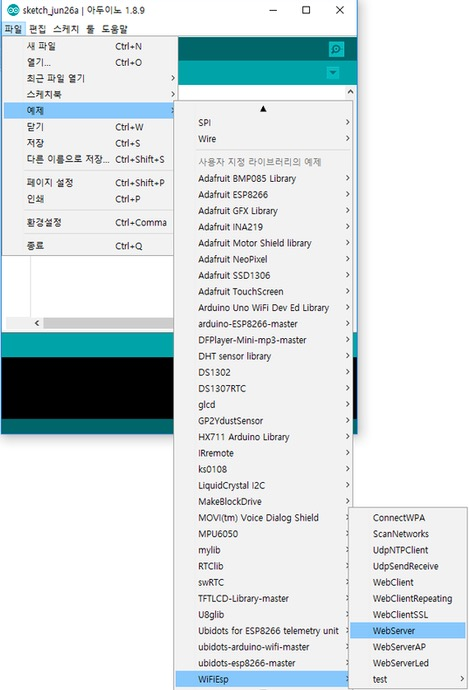 sketch_jun26a | 아두이노 1.8.9
파일 편집 스케치 툴 도움말
새 파일 Ctrl+N
열기... Ctrl+O
최근 파일 열기
스케치북
예제
닫기 Ctrl+W
저장 Ctrl+S
다른 이름으로 저장... Ctrl+Shift+S
페이지 설정 Ctrl+Shift+P
인쇄 Ctrl+P
환경설정 Ctrl+Comma
종료 Ctrl+Q
SPI
Wire
사용자 지정 라이브러리의 예제
Adafruit BMP085 Library
Adafruit ESP8266
Adafruit GFX Library
Adafruit INA219
Adafruit Motor Shield library
Adafruit NeoPixel
Adafruit SSD1306
Adafruit TouchScreen
Arduino Uno WiFi Dev Ed Library
arduino-ESP8266-master
DFPlayer-Mini-mp3-master
DHT sensor library
DS1302
DS1307RTC
glcd
GP2YdustSensor
HX711 Arduino Library
IRremote
ks0108
LiquidCrystal I2C
MakeBlockDrive
MOVI(tm) Voice Dialog Shield
MPU6050
mylib
RTClib
swRTC
TFTLCD-Library-master
U8glib
Ubidots for ESP8266 telemetry unit
ubidots-arduino-wifi-master
ubidots-esp8266-master
WiFiEsp
ConnectWPA
ScanNetworks
UdpNTPClient
UdpSendReceive
WebClient
WebClientRepeating
WebClientSSL
WebServer
WebServerAP
WebServerLed
test